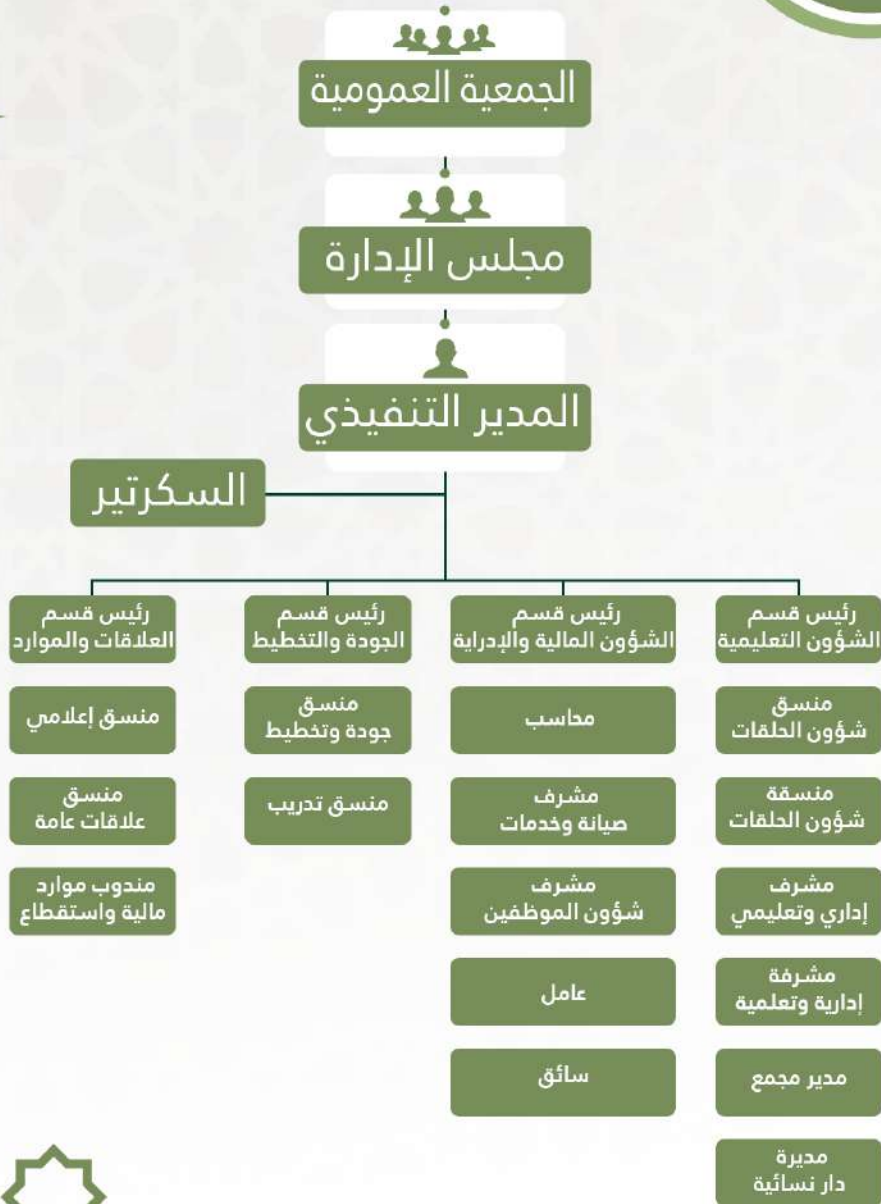 الجمعية العمومية
مجلس الإدارة
المدير التنفيذي
السكرتير
رئيس قسم
الشؤون التعليمية
منسق
شؤون الحلقات
منسقة
شؤون الحلقات
مشرف
إداري وتعليمي
مشرفة
إدارية وتعلمية
مدير مجمع
مديرة
دار نسائية
رئيس قسم
الشؤون المالية والإدراية
محاسب
مشرف
صيانة وخدمات
مشرف
شؤون الموظفين
عامل
سائق
رئيس قسم
الجودة والتخطيط
منسق
جودة وتخطيط
منسق تدريب
رئيس قسم
العلاقات والموارد
منسق إعلامي
منسق
علاقات عامة
مندوب موارد
مالية واستقطاع